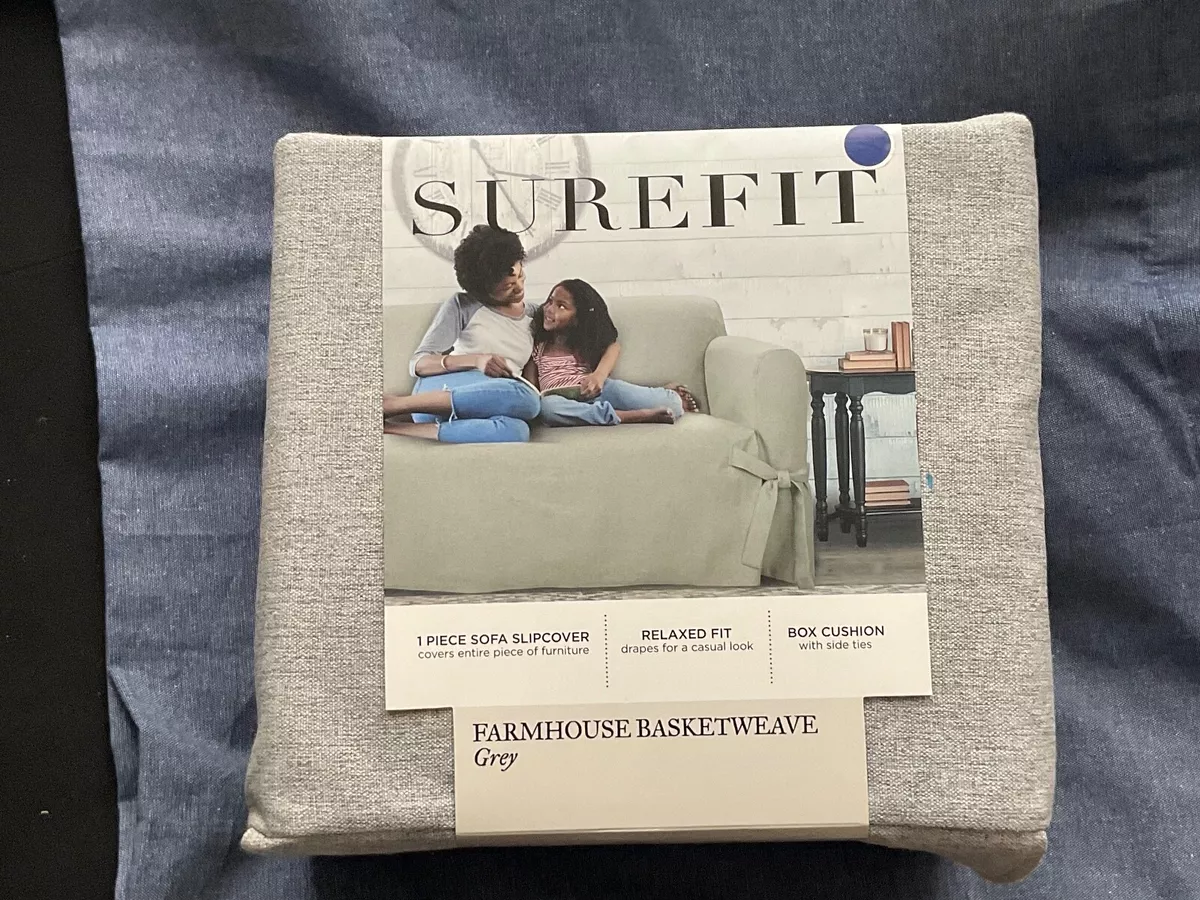 SUREFIT
1 PIECE SOFA SLIPCOVER
covers entire piece of furniture
RELAXED FIT
drapes for a casual look
BOX CUSHION
with side ties
FARMHOUSE BASKETWEAVE
Grey